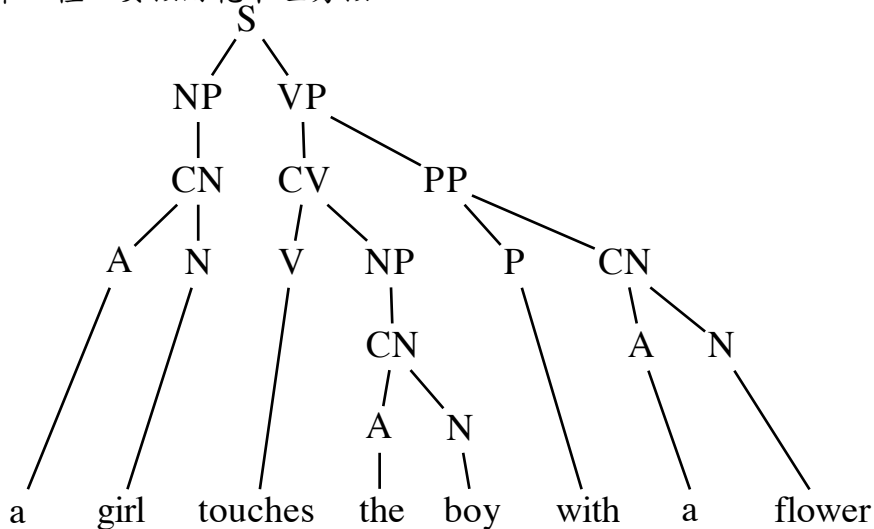 S
NP VP
CN CV PP
A N V NP P CN
CN A N
A N
a girl touches the boy with a flower